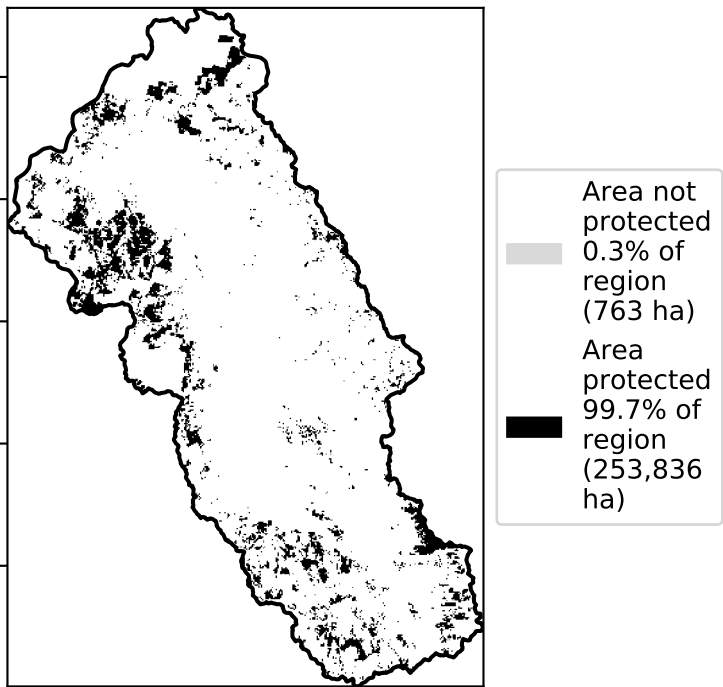 Area not
protected
0.3% of
region
(763 ha)
Area
protected
99.7% of
region
(253,836
ha)